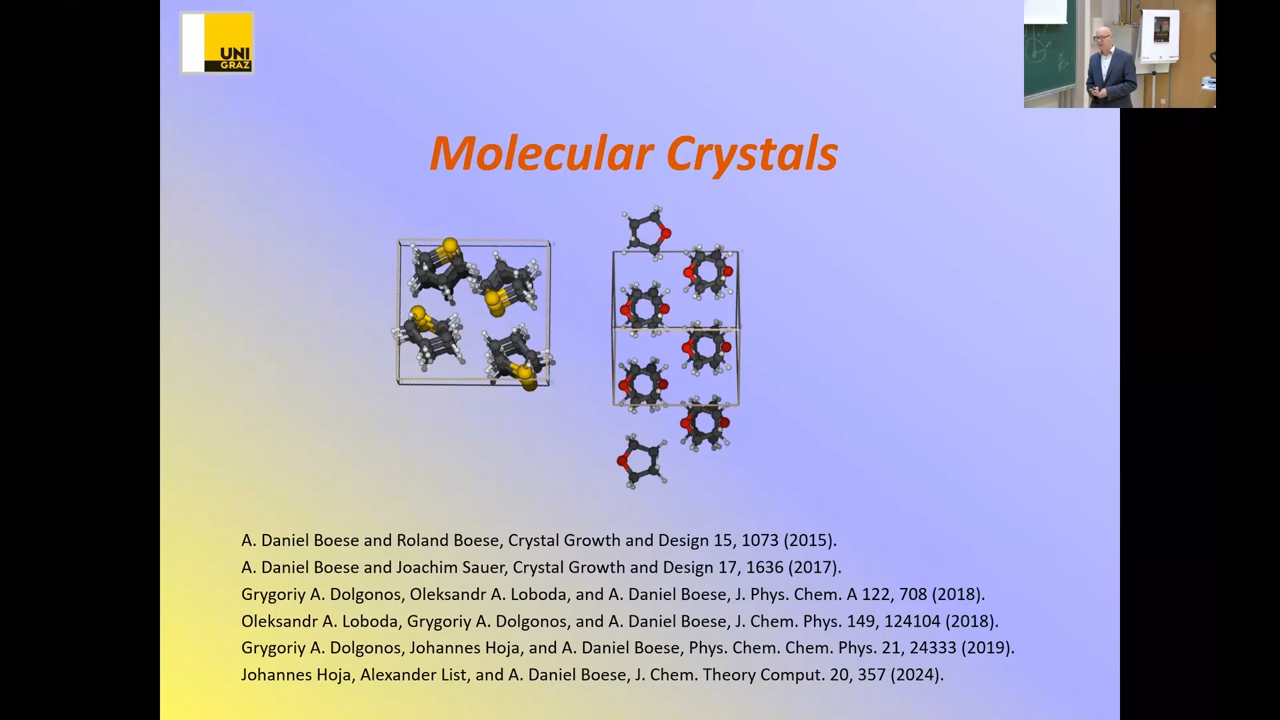 UNI
GRAZ
Molecular Crystals
A. Daniel Boese and Roland Boese, Crystal Growth and Design 15, 1073 (2015).
A. Daniel Boese and Joachim Sauer, Crystal Growth and Design 17, 1636 (2017).
Grygoriy A. Dolgonos, Oleksandr A. Loboda, and A. Daniel Boese, J. Phys. Chem. A 122, 708 (2018).
Oleksandr A. Loboda, Grygoriy A. Dolgonos, and A. Daniel Boese, J. Chem. Phys. 149, 124104 (2018).
Grygoriy A. Dolgonos, Johannes Hoja, and A. Daniel Boese, Phys. Chem. Chem. Phys. 21, 24333 (2019).
Johannes Hoja, Alexander List, and A. Daniel Boese, J. Chem. Theory Comput. 20, 357 (2024).